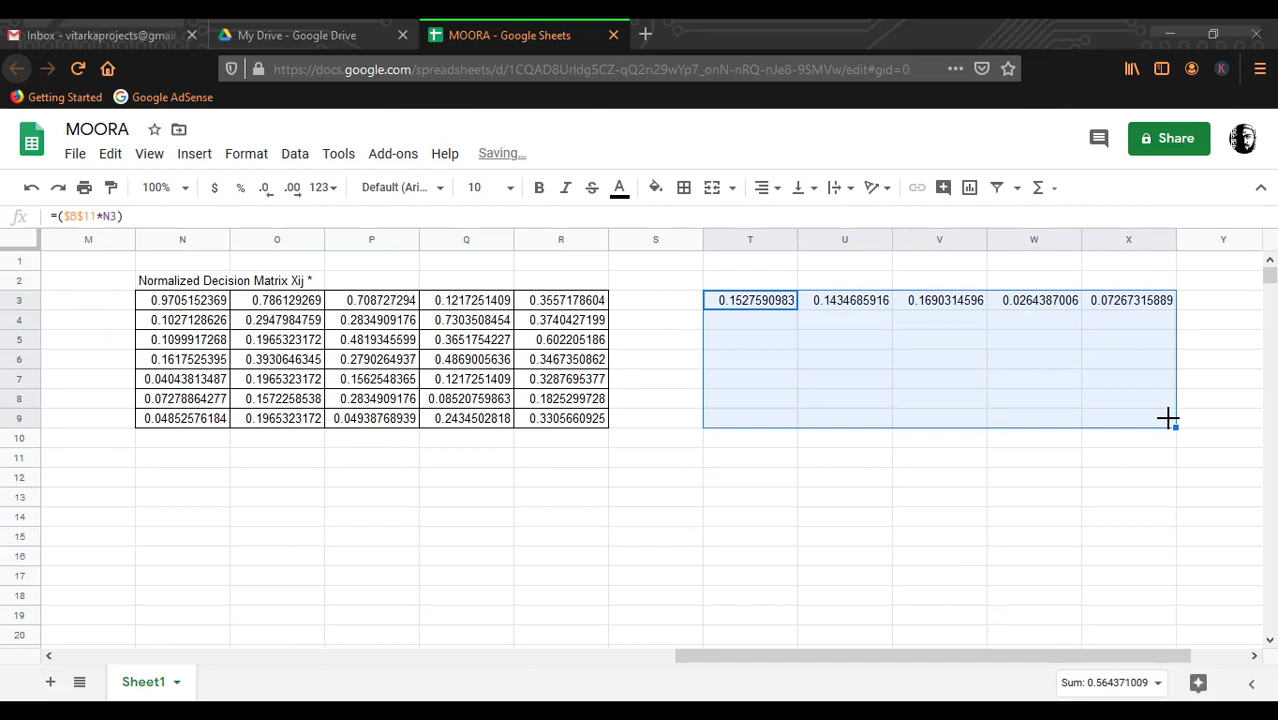 Inbox - vitarkaprojects@gmail
My Drive - Google Drive
MOORA - Google Sheets
https://docs.google.com/spreadsheets/d/1CQAD8Urldg5CZ-qQ2n29wYp7_onN-nRQ-nJe8-9SMVw/edit#gid=0
K
Getting Started
Google AdSense
MOORA
Share
File Edit View Insert Format Data Tools Add-ons Help Saving...
100% $ % .0 .00 123 Default (Ari... 10 B I S A
fx =($B$11*N3)
M N O P Q R S T U V W X Y
1
2 Normalized Decision Matrix Xij *
3 0.9705152369 0.786129269 0.708727294 0.1217251409 0.3557178604 0.1527590983 0.1434685916 0.1690314596 0.0264387006 0.07267315889
4 0.1027128626 0.2947984759 0.2834909176 0.7303508454 0.3740427199
5 0.1099917268 0.1965323172 0.4819345599 0.3651754227 0.602205186
6 0.1617525395 0.3930646345 0.2790264937 0.4869005636 0.3467350862
7 0.04043813487 0.1965323172 0.1562548365 0.1217251409 0.3287695377
8 0.07278864277 0.1572258538 0.2834909176 0.08520759863 0.1825299728
9 0.04852576184 0.1965323172 0.04938768939 0.2434502818 0.3305660925
10
11
12
13
14
15
16
17
18
19
20
Sheet1
Sum: 0.564371009